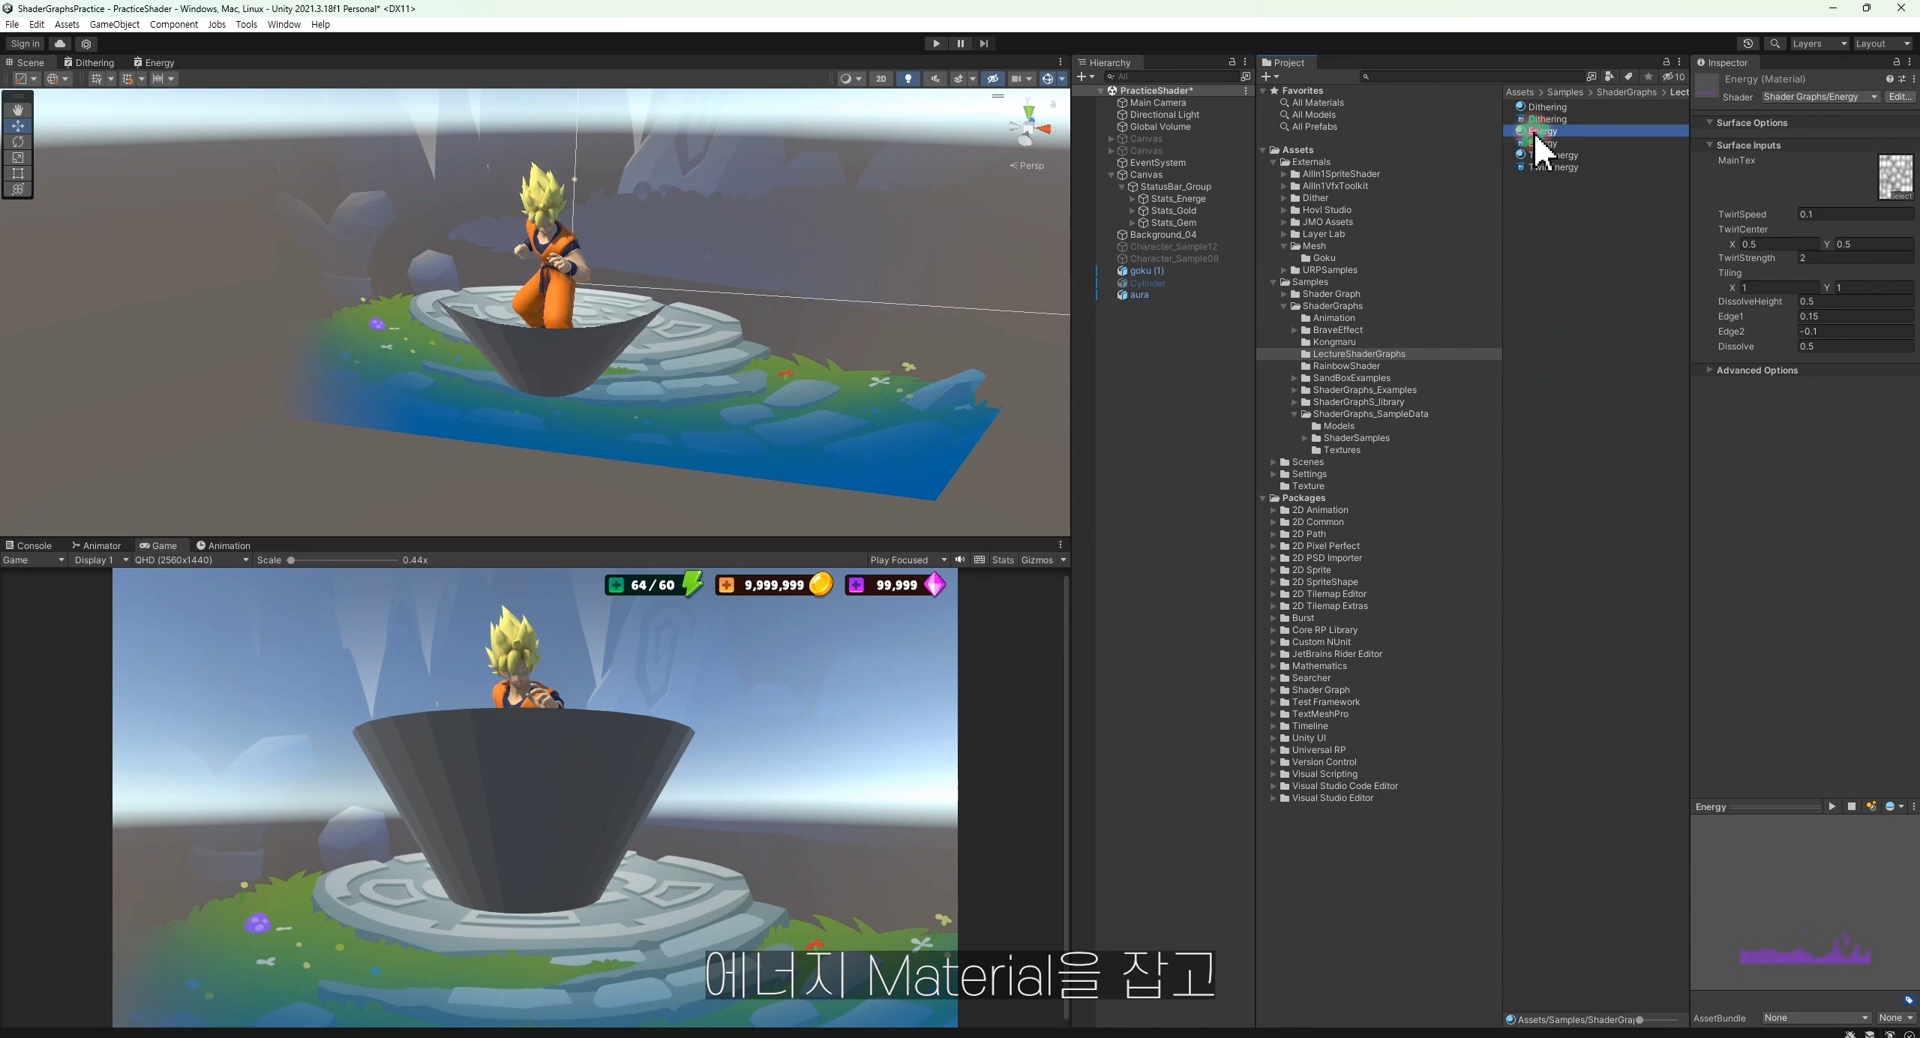 ShaderGraphsPractice - PracticeShader - Windows, Mac, Linux - Unity 2021.3.18f1 Personal* <DX11>
File Edit Assets GameObject Component Jobs Tools Window Help
Sign in
Layers Layout
Scene Dithering Energy
2D
Persp
Hierarchy
All
PracticeShader*
Main Camera
Directional Light
Global Volume
Canvas
Canvas
EventSystem
Canvas
StatusBar_Group
Stats_Energe
Stats_Gold
Stats_Gem
Background_04
Character_Sample12
Character_Sample08
goku (1)
Cylinder
aura
Project
10
Favorites
All Materials
All Models
All Prefabs
Assets
Externals
AllIn1SpriteShader
AllIn1VfxToolkit
Dither
Hovl Studio
JMO Assets
Layer Lab
Mesh
Goku
URPSamples
Samples
Shader Graph
ShaderGraphs
Animation
BraveEffect
Kongmaru
LectureShaderGraphs
RainbowShader
SandBoxExamples
ShaderGraphs_Examples
ShaderGraphS_library
ShaderGraphs_SampleData
Models
ShaderSamples
Textures
Scenes
Settings
Texture
Packages
2D Animation
2D Common
2D Path
2D Pixel Perfect
2D PSD Importer
2D Sprite
2D SpriteShape
2D Tilemap Editor
2D Tilemap Extras
Burst
Core RP Library
Custom NUnit
JetBrains Rider Editor
Mathematics
Searcher
Shader Graph
Test Framework
TextMeshPro
Timeline
Unity UI
Universal RP
Version Control
Visual Scripting
Visual Studio Code Editor
Visual Studio Editor
Assets > Samples > ShaderGraphs > Lect
Dithering
Dithering
Assets/Samples/ShaderGra
Inspector
Energy (Material)
Shader Shader Graphs/Energy Edit...
Surface Options
Surface Inputs
MainTex
Select
TwirlSpeed 0.1
TwirlCenter
X 0.5 Y 0.5
TwirlStrength 2
Tiling
X 1 Y 1
DissolveHeight 0.5
Edge1 0.15
Edge2 -0.1
Dissolve 0.5
Advanced Options
Energy
AssetBundle None None
Console Animator Game Animation
Game Display 1 QHD (2560x1440) Scale 0.44x Play Focused Stats Gizmos
64/60 9,999,999 99,999
에너지 Material을 잡고